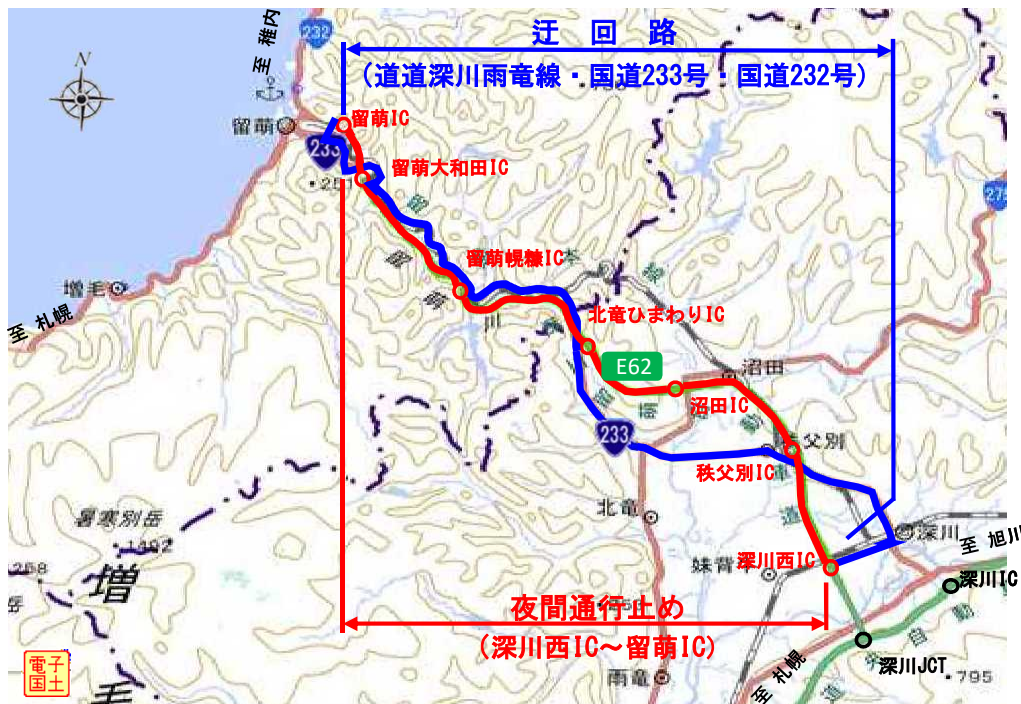 迂回路
(道道深川雨竜線・国道233号・国道232号)
至 稚内
232
N
留萌
留萌IC
233
留萌大和田IC
275
留萌幌糠IC
増毛
至 札幌
北竜ひまわりIC
E62
沼田
沼田IC
233
秩父別
秩父別IC
北竜
深川
至 旭川
妹背牛
深川西IC
深川IC
暑寒別岳
増
毛
夜間通行止め
(深川西IC～留萌IC)
深川JCT
795
雨竜
至 札幌
電子
国土